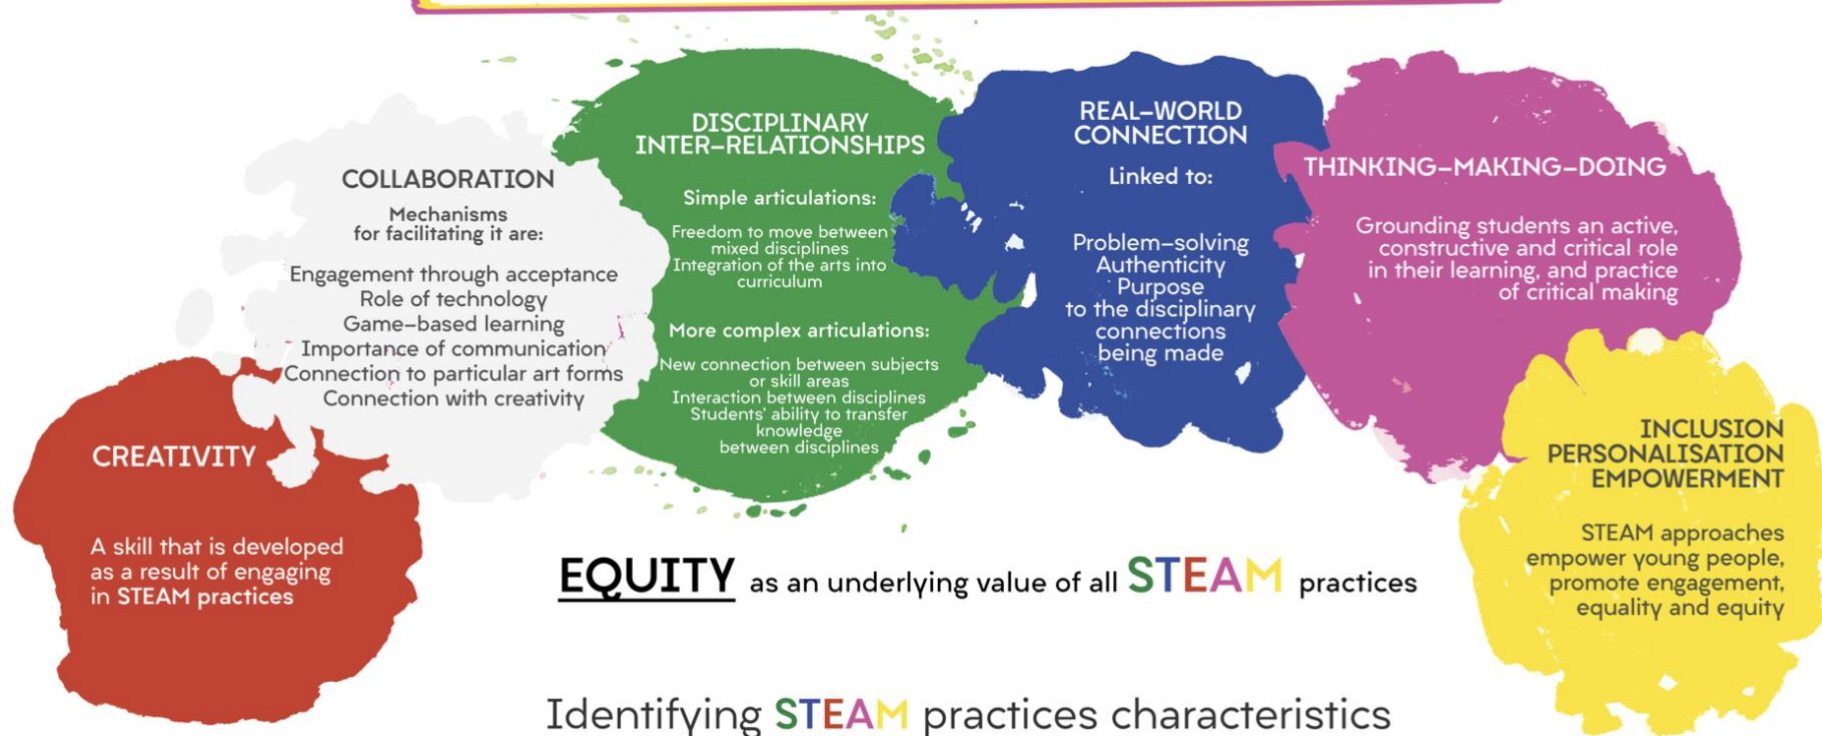 CREATIVITY
A skill that is developed
as a result of engaging
in STEAM practices
COLLABORATION
Mechanisms
for facilitating it are:
Engagement through acceptance
Role of technology
Game–based learning
Importance of communication
Connection to particular art forms
Connection with creativity
DISCIPLINARY
INTER–RELATIONSHIPS
Simple articulations:
Freedom to move between
mixed disciplines
Integration of the arts into
curriculum
More complex articulations:
New connection between subjects
or skill areas
Interaction between disciplines
Students' ability to transfer
knowledge
between disciplines
REAL–WORLD
CONNECTION
Linked to:
Problem–solving
Authenticity
Purpose
to the disciplinary
connections
being made
THINKING–MAKING–DOING
Grounding students an active,
constructive and critical role
in their learning, and practice
of critical making
INCLUSION
PERSONALISATION
EMPOWERMENT
STEAM approaches
empower young people,
promote engagement,
equality and equity
EQUITY as an underlying value of all STEAM practices
Identifying STEAM practices characteristics